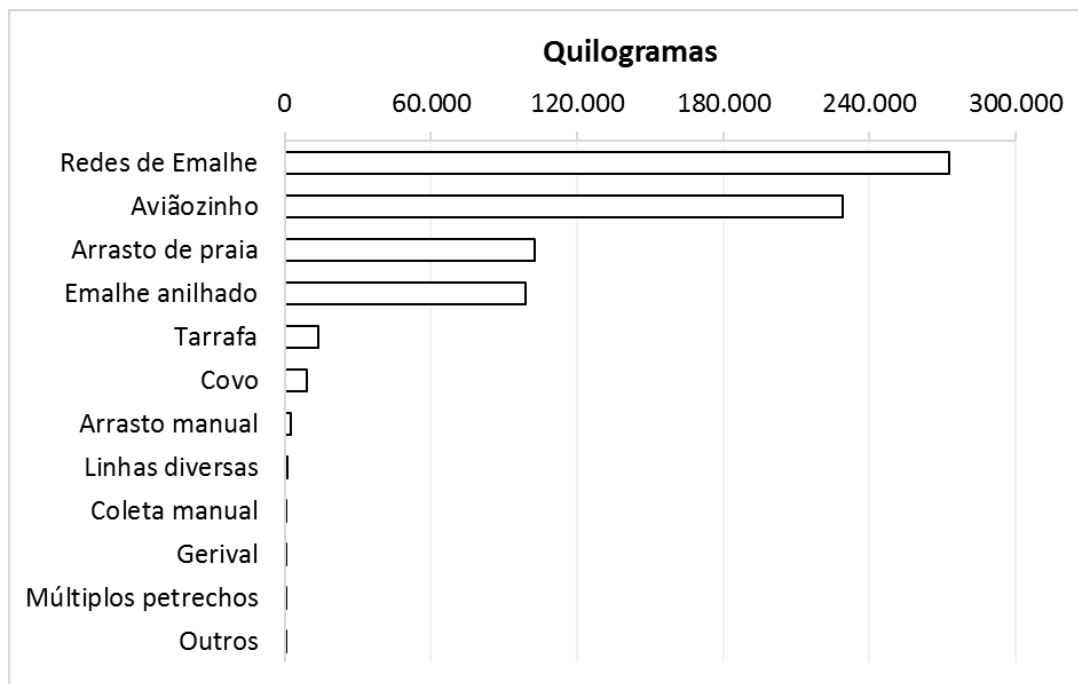 Quilogramas
0 60.000 120.000 180.000 240.000 300.000
Redes de Emalhe
Aviãozinho
Arrasto de praia
Emalhe anilhado
Tarrafa
Covo
Arrasto manual
Linhas diversas
Coleta manual
Gerival
Múltiplos petrechos
Outros